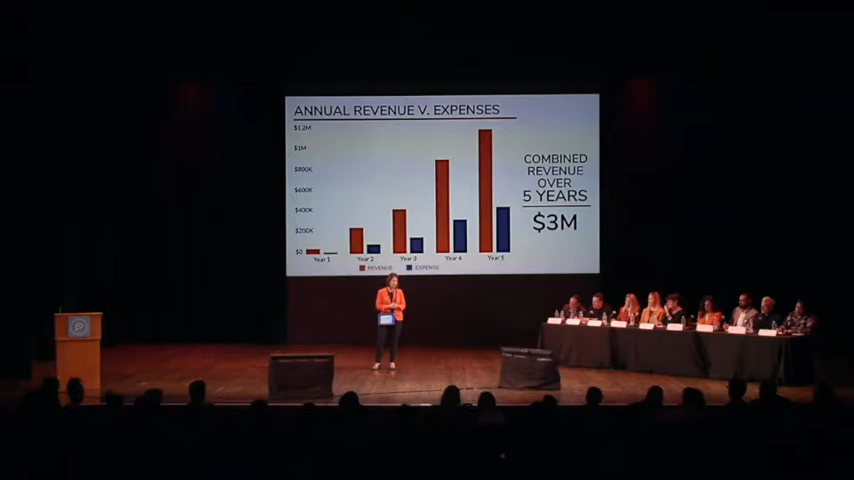 ANNUAL REVENUE V. EXPENSES
$1.2M
$1M
$800K
$600K
$400K
$200K
$0
Year 1
Year 2
Year 3
Year 4
Year 5
REVENUE
EXPENSE
COMBINED
REVENUE
OVER
5 YEARS
$3M